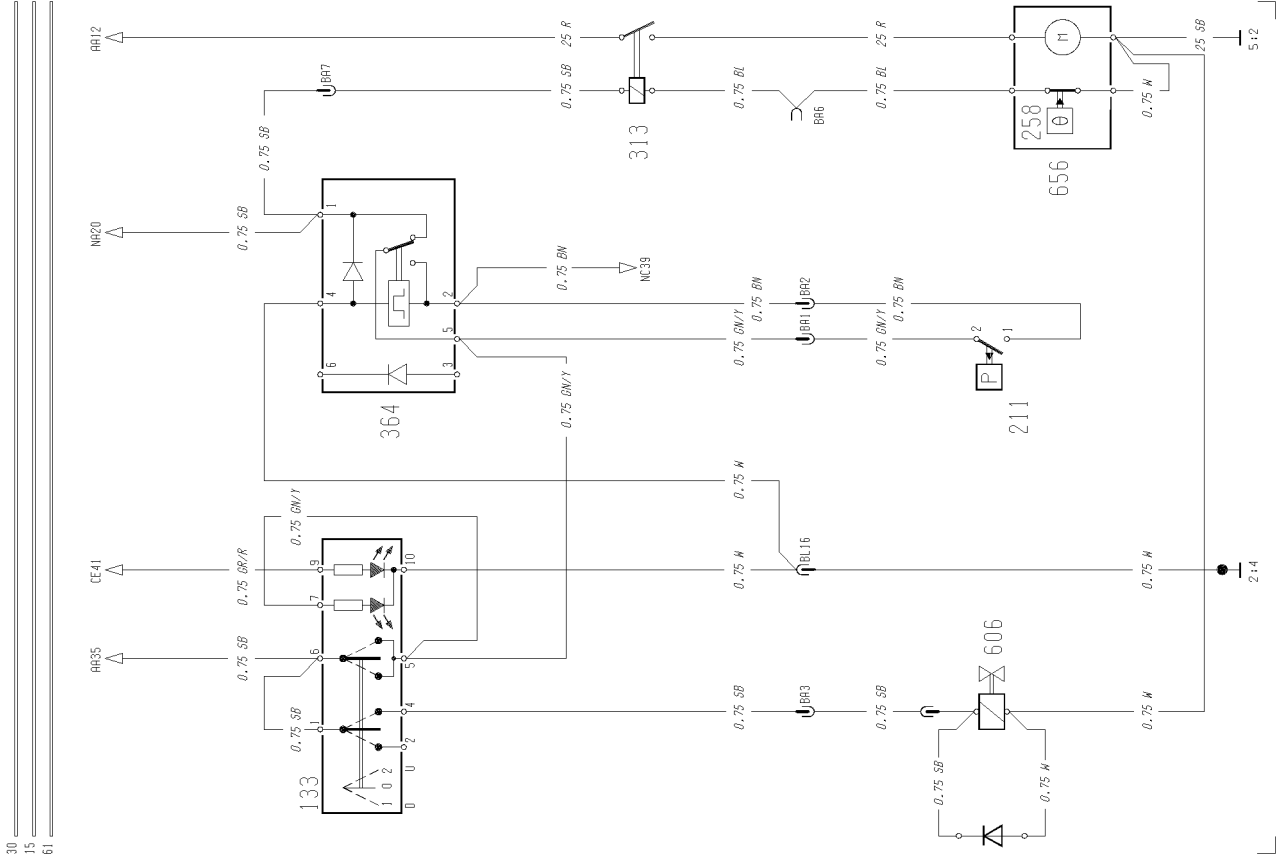 30
15
61
AA12
25 R
25 R
25 SB
5:2
BA7
0.75 SB
0.75 SB
313
0.75 BL
BA6
0.75 BL
258
θ
M
656
0.75 W
NA20
0.75 SB
1
4
6
2
5
3
364
0.75 BN
NC39
0.75 BN
BA2
0.75 BN
0.75 GN/Y
BA1
0.75 GN/Y
2
1
P
211
0.75 GN/Y
0.75 W
0.75 GN/Y
CE41
0.75 GR/R
9
7
10
0.75 W
BL16
0.75 W
2:4
AA35
0.75 SB
6
5
0.75 SB
1
4
2
133
1 0 2
D
U
0.75 SB
BA3
0.75 SB
606
0.75 W
0.75 SB
0.75 W